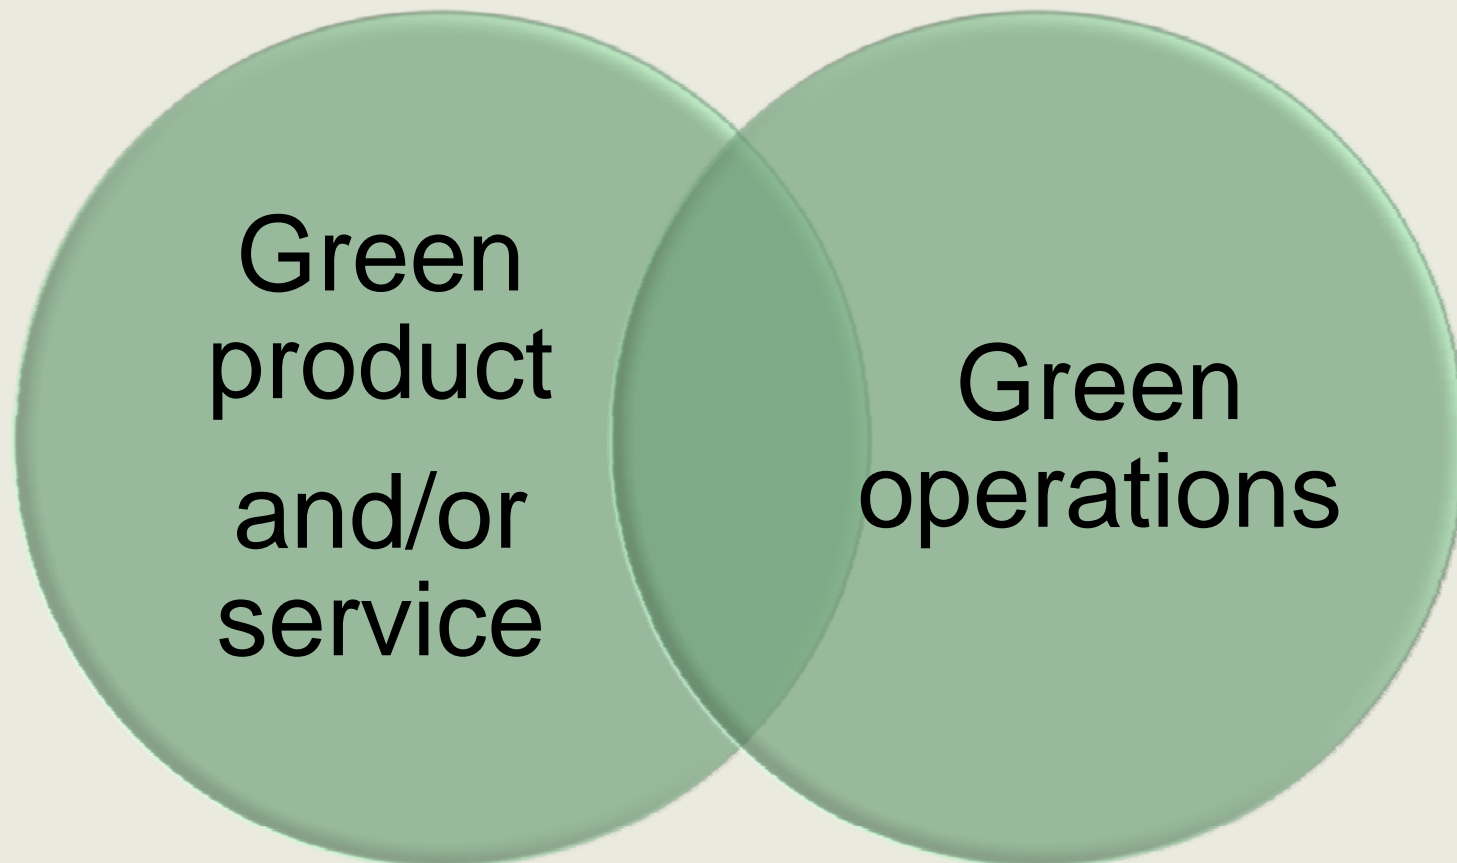 Green
product
and/or
service
Green
operations